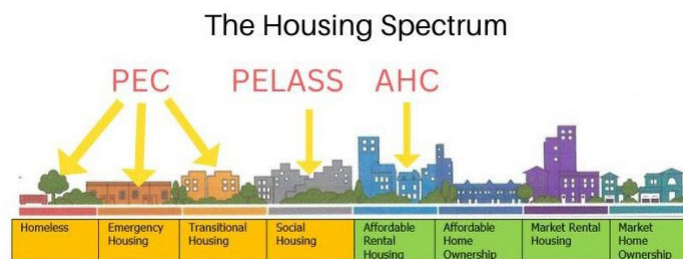 The Housing Spectrum
PEC PELASS AHC
Homeless
Emergency
Housing
Transitional
Housing
Social
Housing
Affordable
Rental
Housing
Affordable
Home
Ownership
Market Rental
Housing
Market
Home
Ownership